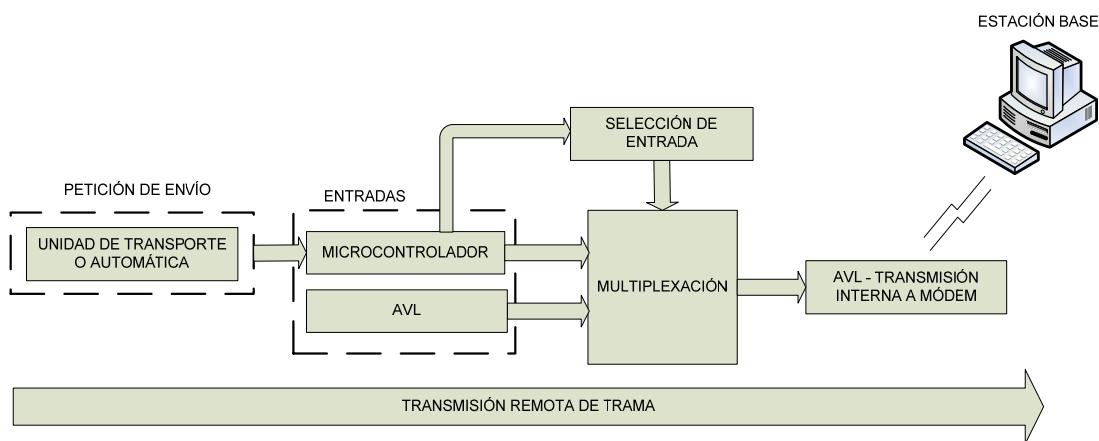 ESTACIÓN BASE
SELECCIÓN DE
ENTRADA
PETICIÓN DE ENVÍO
ENTRADAS
UNIDAD DE TRANSPORTE
O AUTOMÁTICA
MICROCONTROLADOR
AVL
MULTIPLEXACIÓN
AVL - TRANSMISIÓN
INTERNA A MÓDEM
TRANSMISIÓN REMOTA DE TRAMA